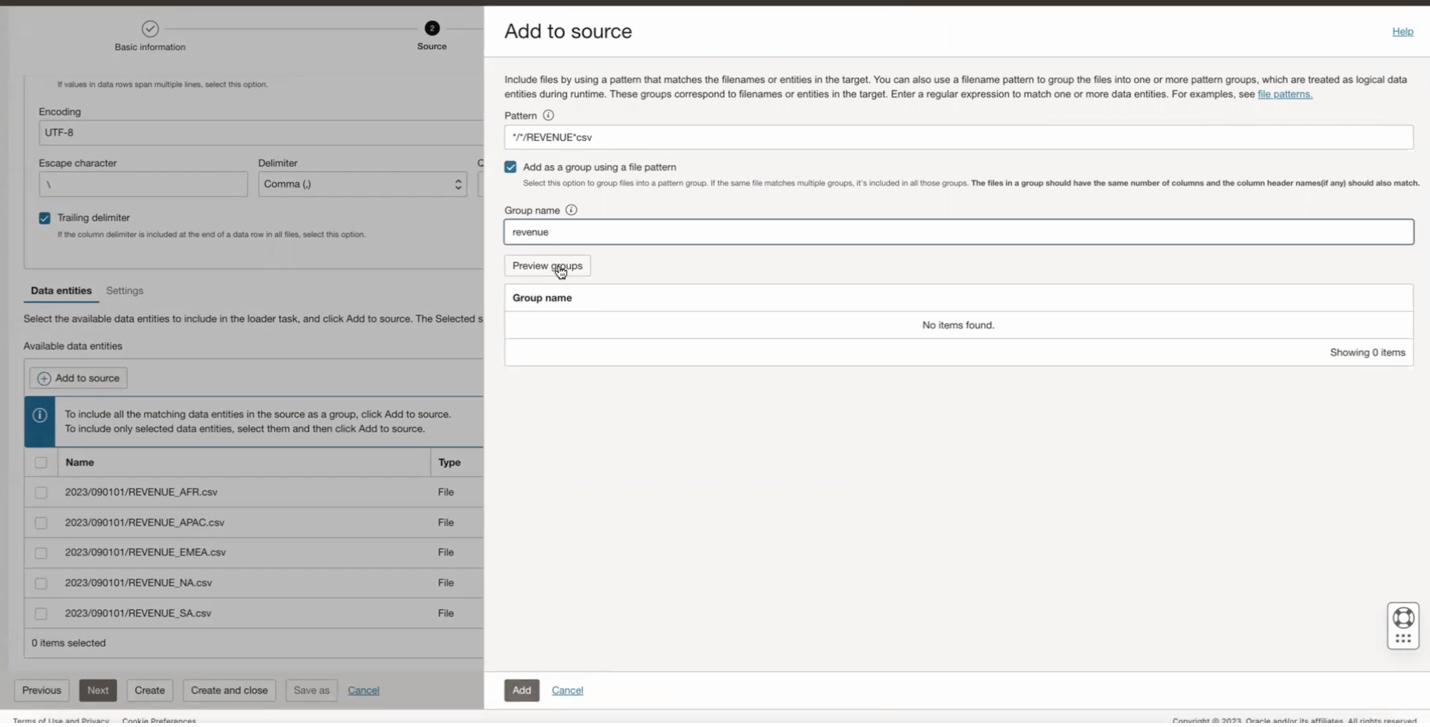 Basic information
2
Source
If values in data rows span multiple lines, select this option.
Encoding
UTF-8
Escape character
Delimiter
\
Comma (,)
Trailing delimiter
If the column delimiter is included at the end of a data row in all files, select this option.
Data entities
Settings
Select the available data entities to include in the loader task, and click Add to source. The Selected s
Available data entities
Add to source
To include all the matching data entities in the source as a group, click Add to source.
To include only selected data entities, select them and then click Add to source.
Name
Type
2023/090101/REVENUE_AFR.csv
File
2023/090101/REVENUE_APAC.csv
File
2023/090101/REVENUE_EMEA.csv
File
2023/090101/REVENUE_NA.csv
File
2023/090101/REVENUE_SA.csv
File
0 items selected
Previous
Next
Create
Create and close
Save as
Cancel
Add to source
Help
Include files by using a pattern that matches the filenames or entities in the target. You can also use a filename pattern to group the files into one or more pattern groups, which are treated as logical data
entities during runtime. These groups correspond to filenames or entities in the target. Enter a regular expression to match one or more data entities. For examples, see file patterns.
Pattern
*/*/REVENUE*csv
Add as a group using a file pattern
Select this option to group files into a pattern group. If the same file matches multiple groups, it's included in all those groups. The files in a group should have the same number of columns and the column header names(if any) should also match.
Group name
revenue
Preview groups
Group name
No items found.
Showing 0 items
Add
Cancel
Terms of Use and Privacy
Cookie Preferences
Copyright © 2023, Oracle and/or its affiliates. All rights reserved.